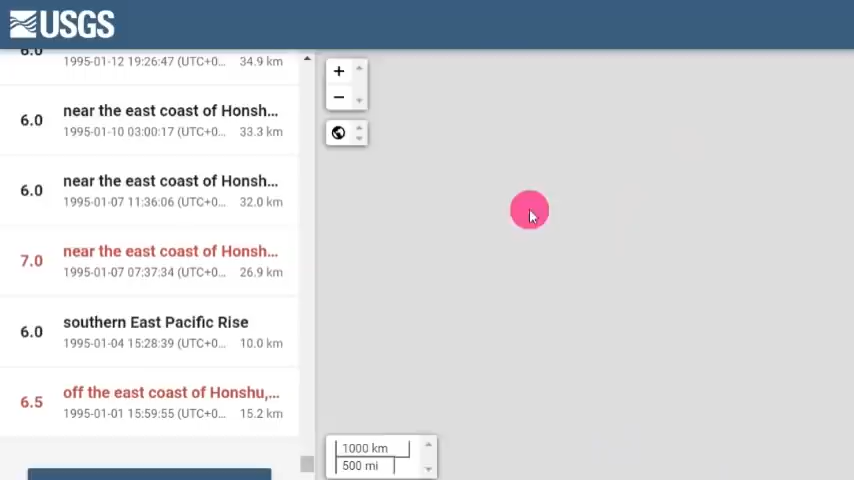 USGS
6.0
1995-01-12 19:26:47 (UTC+0... 34.9 km
near the east coast of Honsh...
6.0
1995-01-10 03:00:17 (UTC+0... 33.3 km
near the east coast of Honsh...
6.0
1995-01-07 11:36:06 (UTC+0... 32.0 km
near the east coast of Honsh...
7.0
1995-01-07 07:37:34 (UTC+0... 26.9 km
southern East Pacific Rise
6.0
1995-01-04 15:28:39 (UTC+0... 10.0 km
off the east coast of Honshu,...
6.5
1995-01-01 15:59:55 (UTC+0... 15.2 km
+
−
1000 km
500 mi